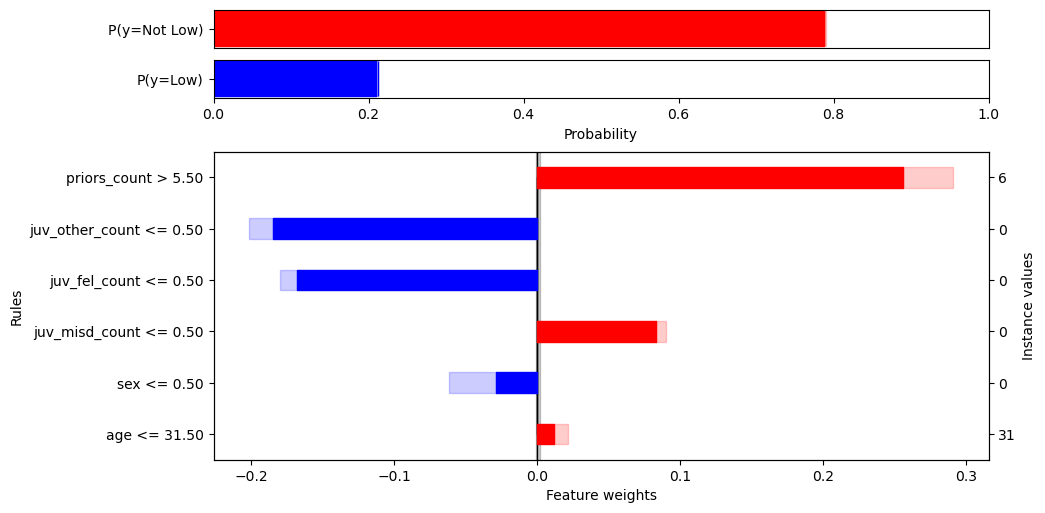 P(y=Not Low)
P(y=Low)
0.0 0.2 0.4 0.6 0.8 1.0
Probability
priors_count > 5.50 6
juv_other_count <= 0.50 0
juv_fel_count <= 0.50 0
juv_misd_count <= 0.50 0
sex <= 0.50 0
age <= 31.50 31
Rules
Instance values
−0.2 −0.1 0.0 0.1 0.2 0.3
Feature weights